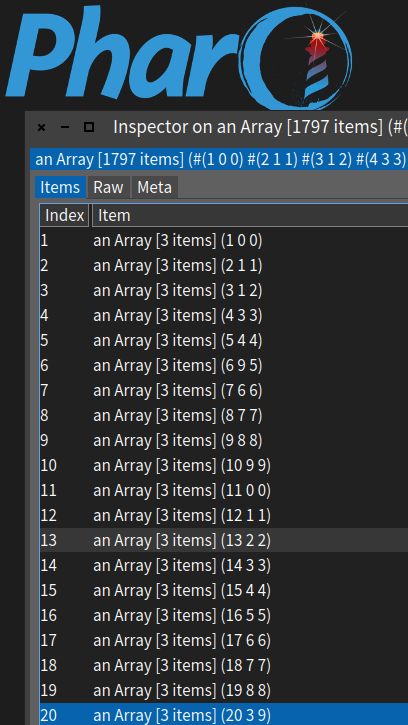 Pharo
Inspector on an Array [1797 items] (#(
an Array [1797 items] (#(1 0 0) #(2 1 1) #(3 1 2) #(4 3 3)
Items Raw Meta
Index Item
1 an Array [3 items] (1 0 0)
2 an Array [3 items] (2 1 1)
3 an Array [3 items] (3 1 2)
4 an Array [3 items] (4 3 3)
5 an Array [3 items] (5 4 4)
6 an Array [3 items] (6 9 5)
7 an Array [3 items] (7 6 6)
8 an Array [3 items] (8 7 7)
9 an Array [3 items] (9 8 8)
10 an Array [3 items] (10 9 9)
11 an Array [3 items] (11 0 0)
12 an Array [3 items] (12 1 1)
13 an Array [3 items] (13 2 2)
14 an Array [3 items] (14 3 3)
15 an Array [3 items] (15 4 4)
16 an Array [3 items] (16 5 5)
17 an Array [3 items] (17 6 6)
18 an Array [3 items] (18 7 7)
19 an Array [3 items] (19 8 8)
20 an Array [3 items] (20 3 9)